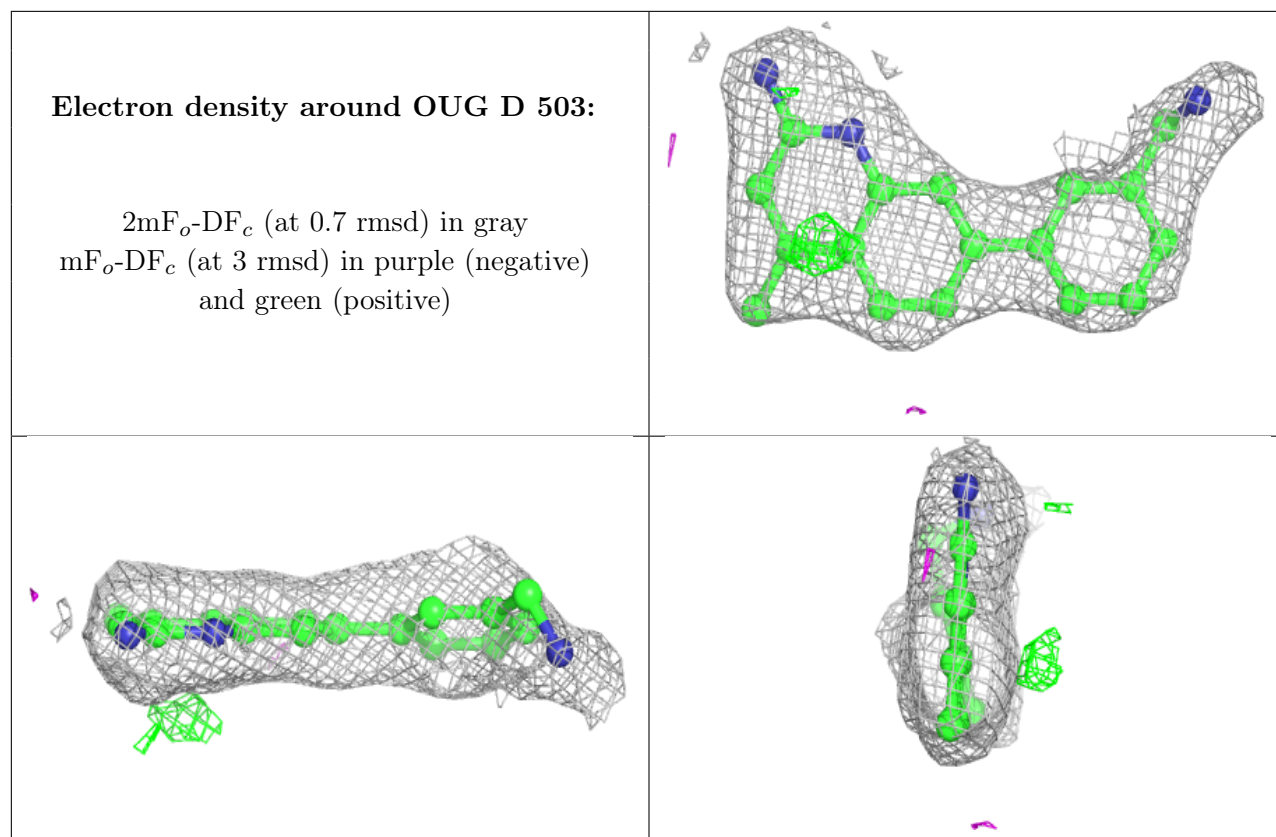 Electron density around OUG D 503:
2mFo-DFc (at 0.7 rmsd) in gray
mFo-DFc (at 3 rmsd) in purple (negative)
and green (positive)